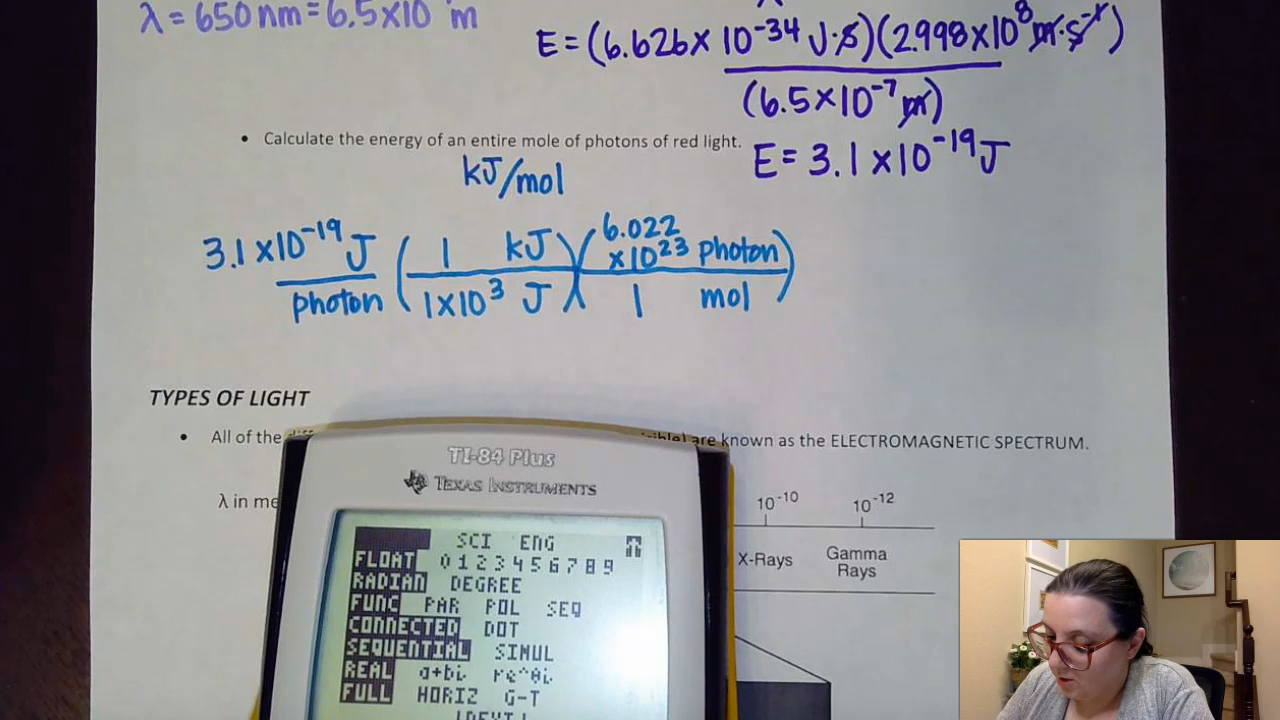 λ = 650 nm = 6.5x10 m
E = (6.626x 10⁻³⁴ J·s)(2.998x10⁸ m·s⁻¹)
(6.5x10⁻⁷ m)
• Calculate the energy of an entire mole of photons of red light.
E = 3.1 x10⁻¹⁹ J
kJ/mol
3.1 x10⁻¹⁹ J ( 1 kJ )( 6.022 x10²³ photon )
photon ( 1x10³ J )( 1 mol )
TYPES OF LIGHT
• All of the are known as the ELECTROMAGNETIC SPECTRUM.
λ in me
10⁻¹⁰ 10⁻¹²
X-Rays Gamma Rays
TI-84 Plus
TEXAS INSTRUMENTS
SCI ENG
FLOAT 0 1 2 3 4 5 6 7 8 9
RADIAN DEGREE
FUNC PAR POL SEQ
CONNECTED DOT
SEQUENTIAL SIMUL
REAL a+bi re^θi
FULL HORIZ G-T